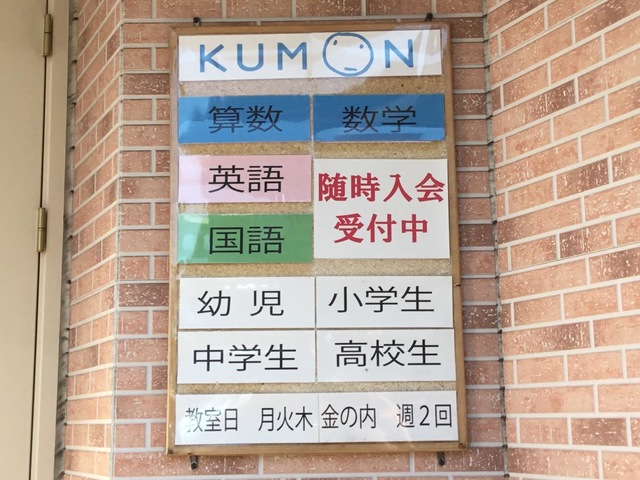 KUMON
算数 数学
英語
随時入会
受付中
国語
幼児 小学生
中学生 高校生
教室日 月火木金の内 週2回